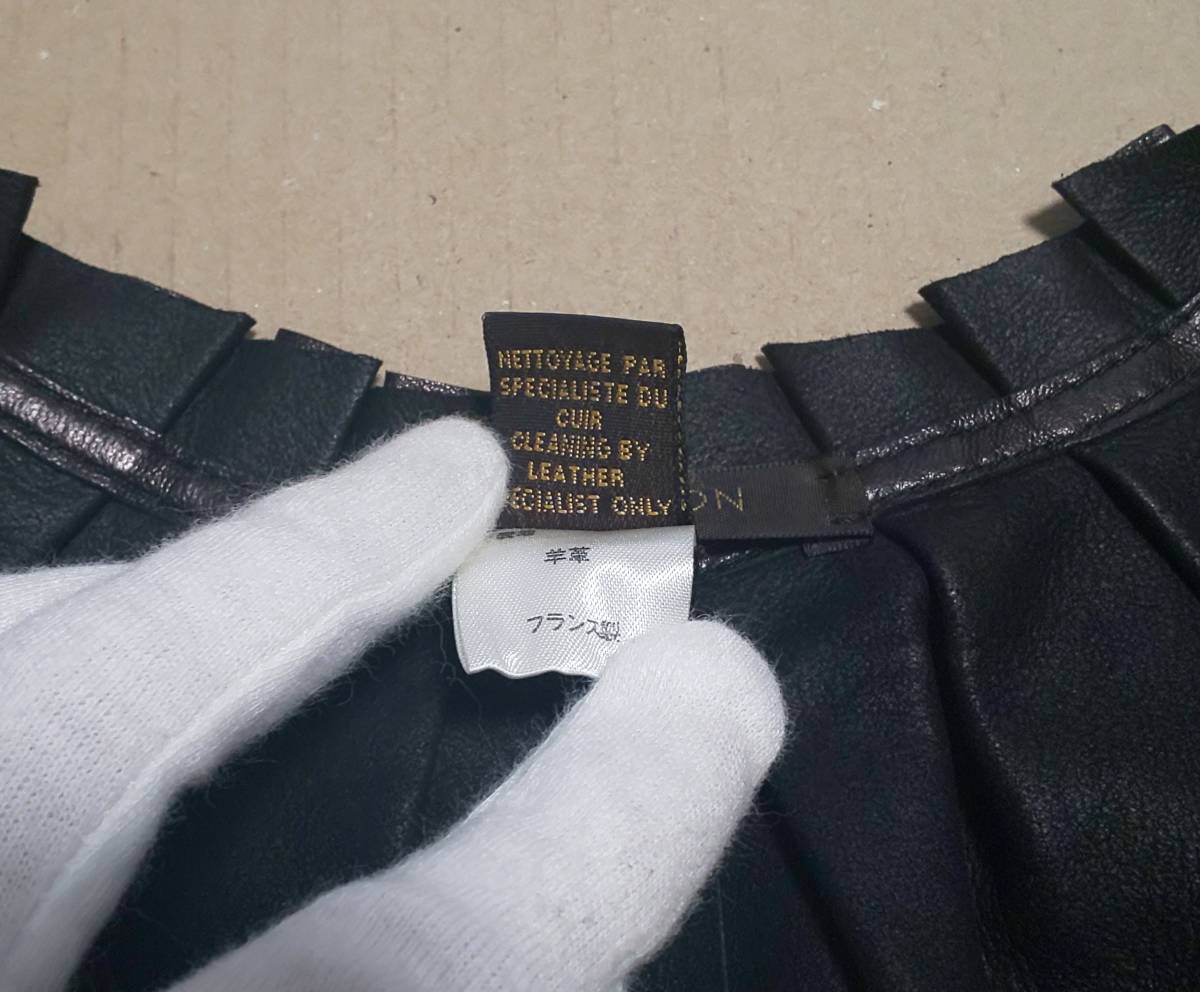 NETTOYAGE PAR
SPECIALISTE DU
CUIR
CLEANING BY
LEATHER
ECIALIST ONLY
ON
羊革
フランス製